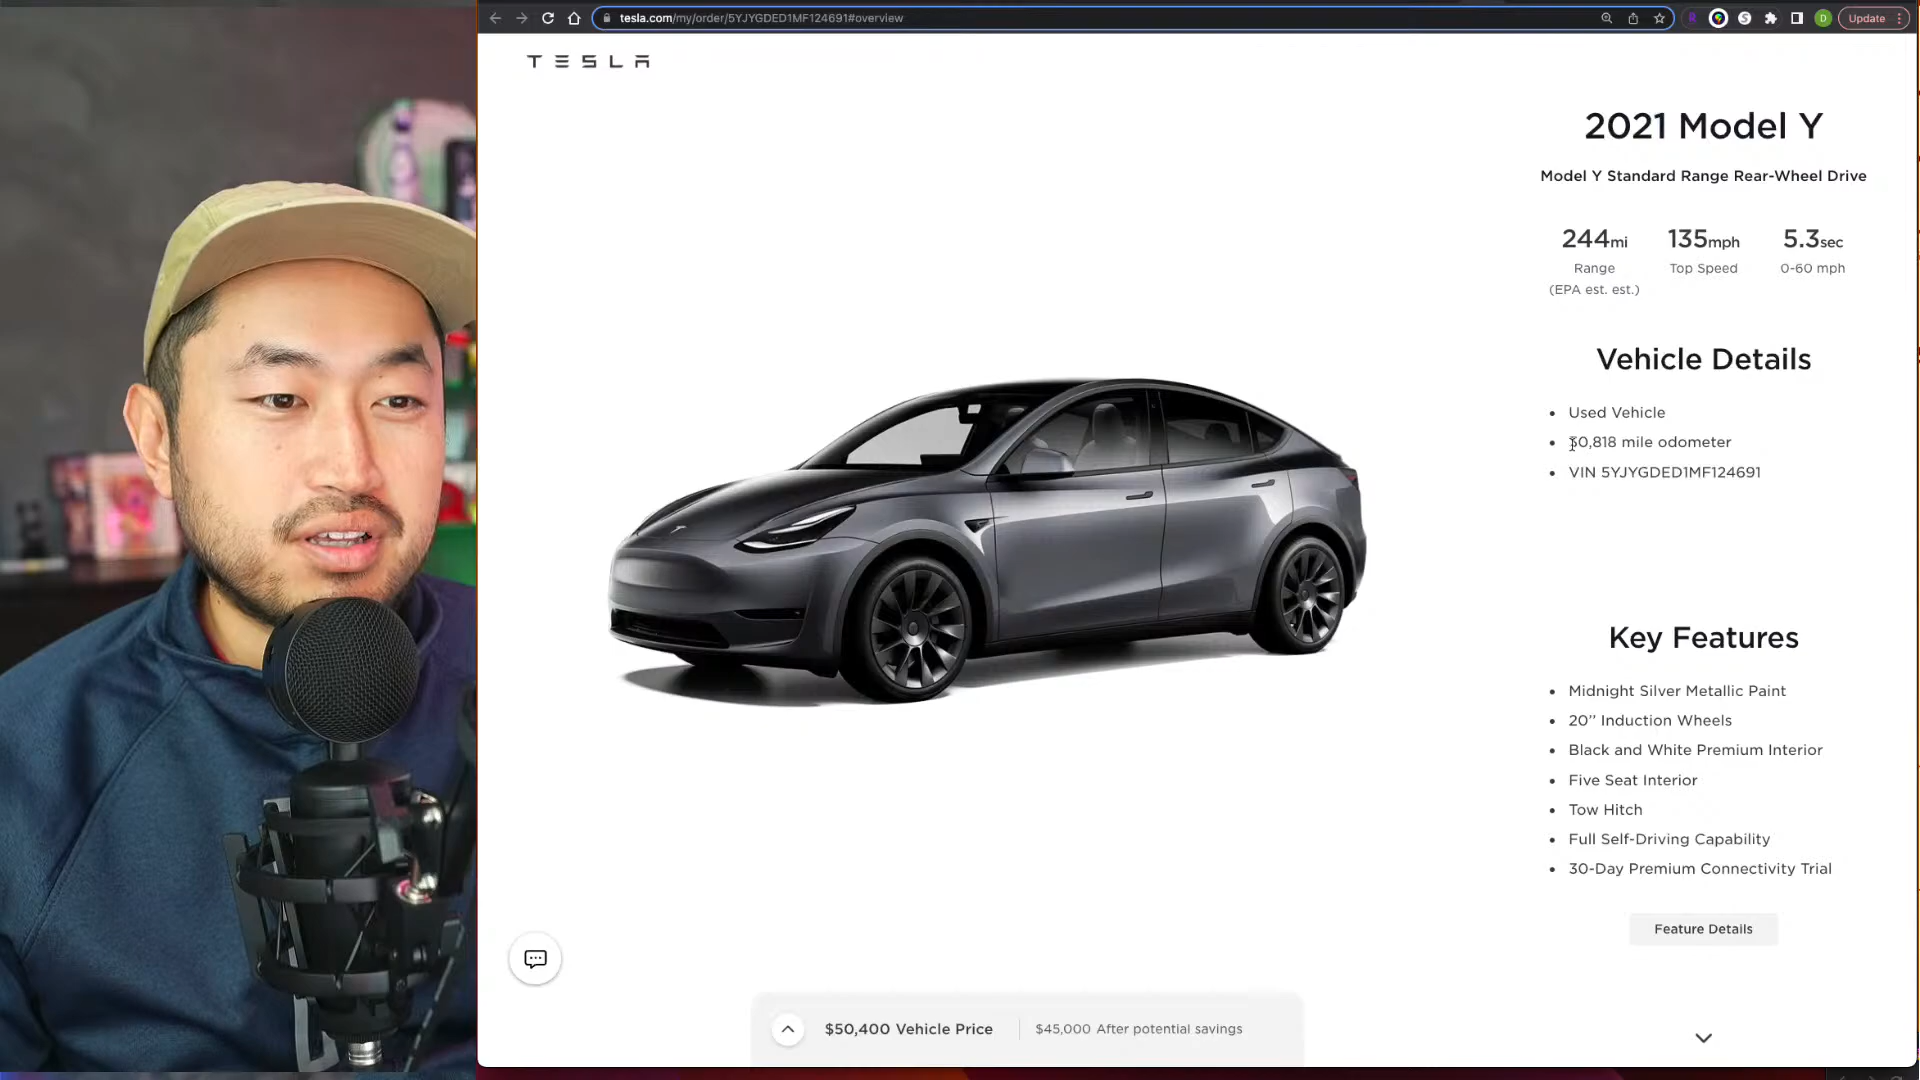 tesla.com/my/order/5YJYGDED1MF124691#overview
D
Update
TESLA
2021 Model Y
Model Y Standard Range Rear-Wheel Drive
244mi
135mph
5.3sec
Range
Top Speed
0-60 mph
(EPA est. est.)
Vehicle Details
Used Vehicle
mile odometer
VIN 5YJYGDED1MF124691
Key Features
Midnight Silver Metallic Paint
20’’ Induction Wheels
Black and White Premium Interior
Five Seat Interior
Tow Hitch
Full Self-Driving Capability
30-Day Premium Connectivity Trial
Feature Details
$50,400 Vehicle Price
$45,000 After potential savings